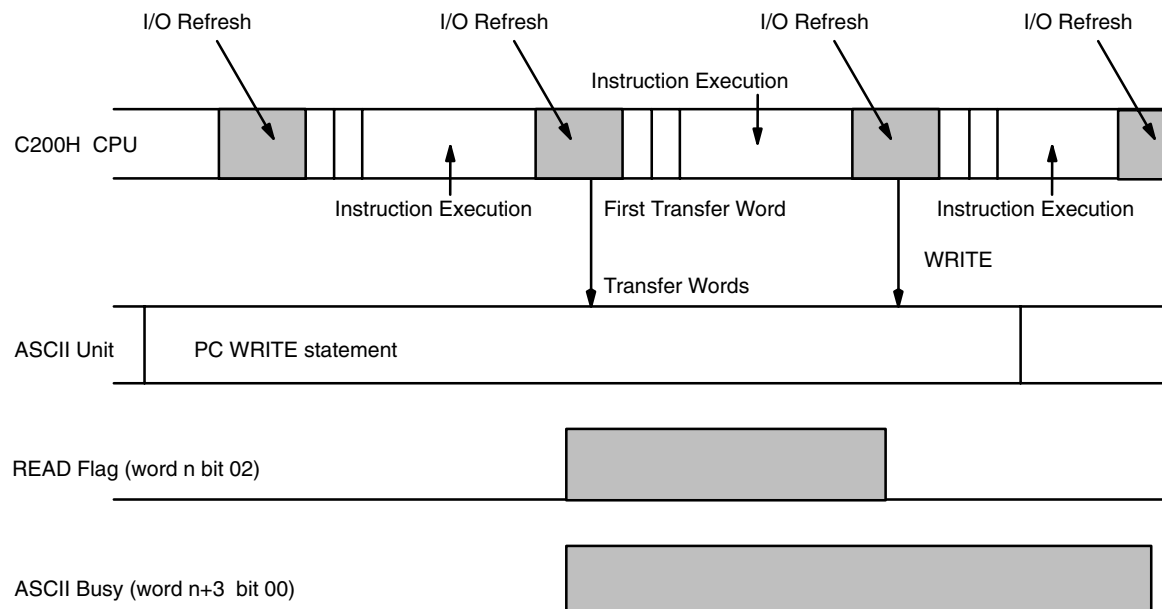 I/O Refresh
I/O Refresh
I/O Refresh
I/O Refresh
Instruction Execution
C200H CPU
Instruction Execution
First Transfer Word
Instruction Execution
WRITE
Transfer Words
ASCII Unit
PC WRITE statement
READ Flag (word n bit 02)
ASCII Busy (word n+3 bit 00)